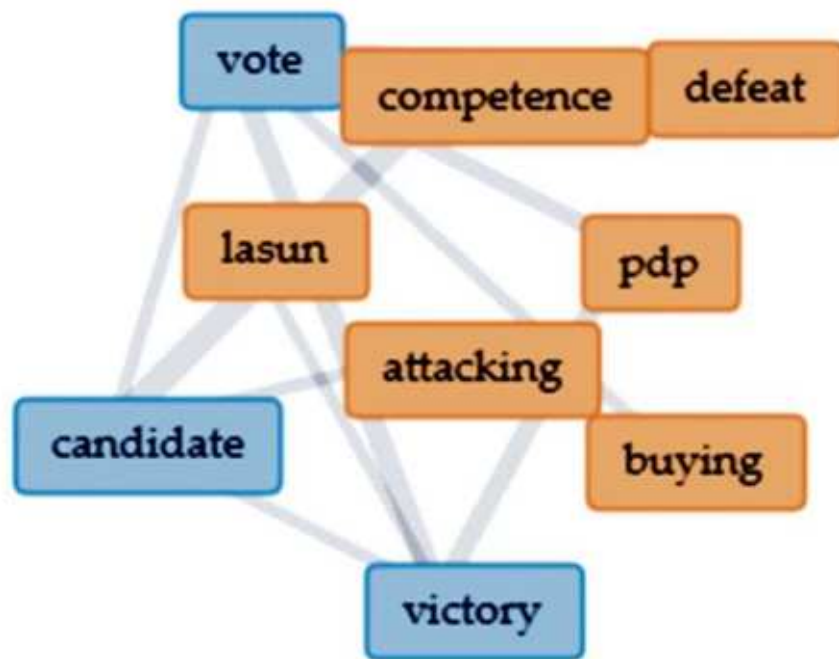 vote
competence
defeat
lasun
pdp
attacking
candidate
buying
victory